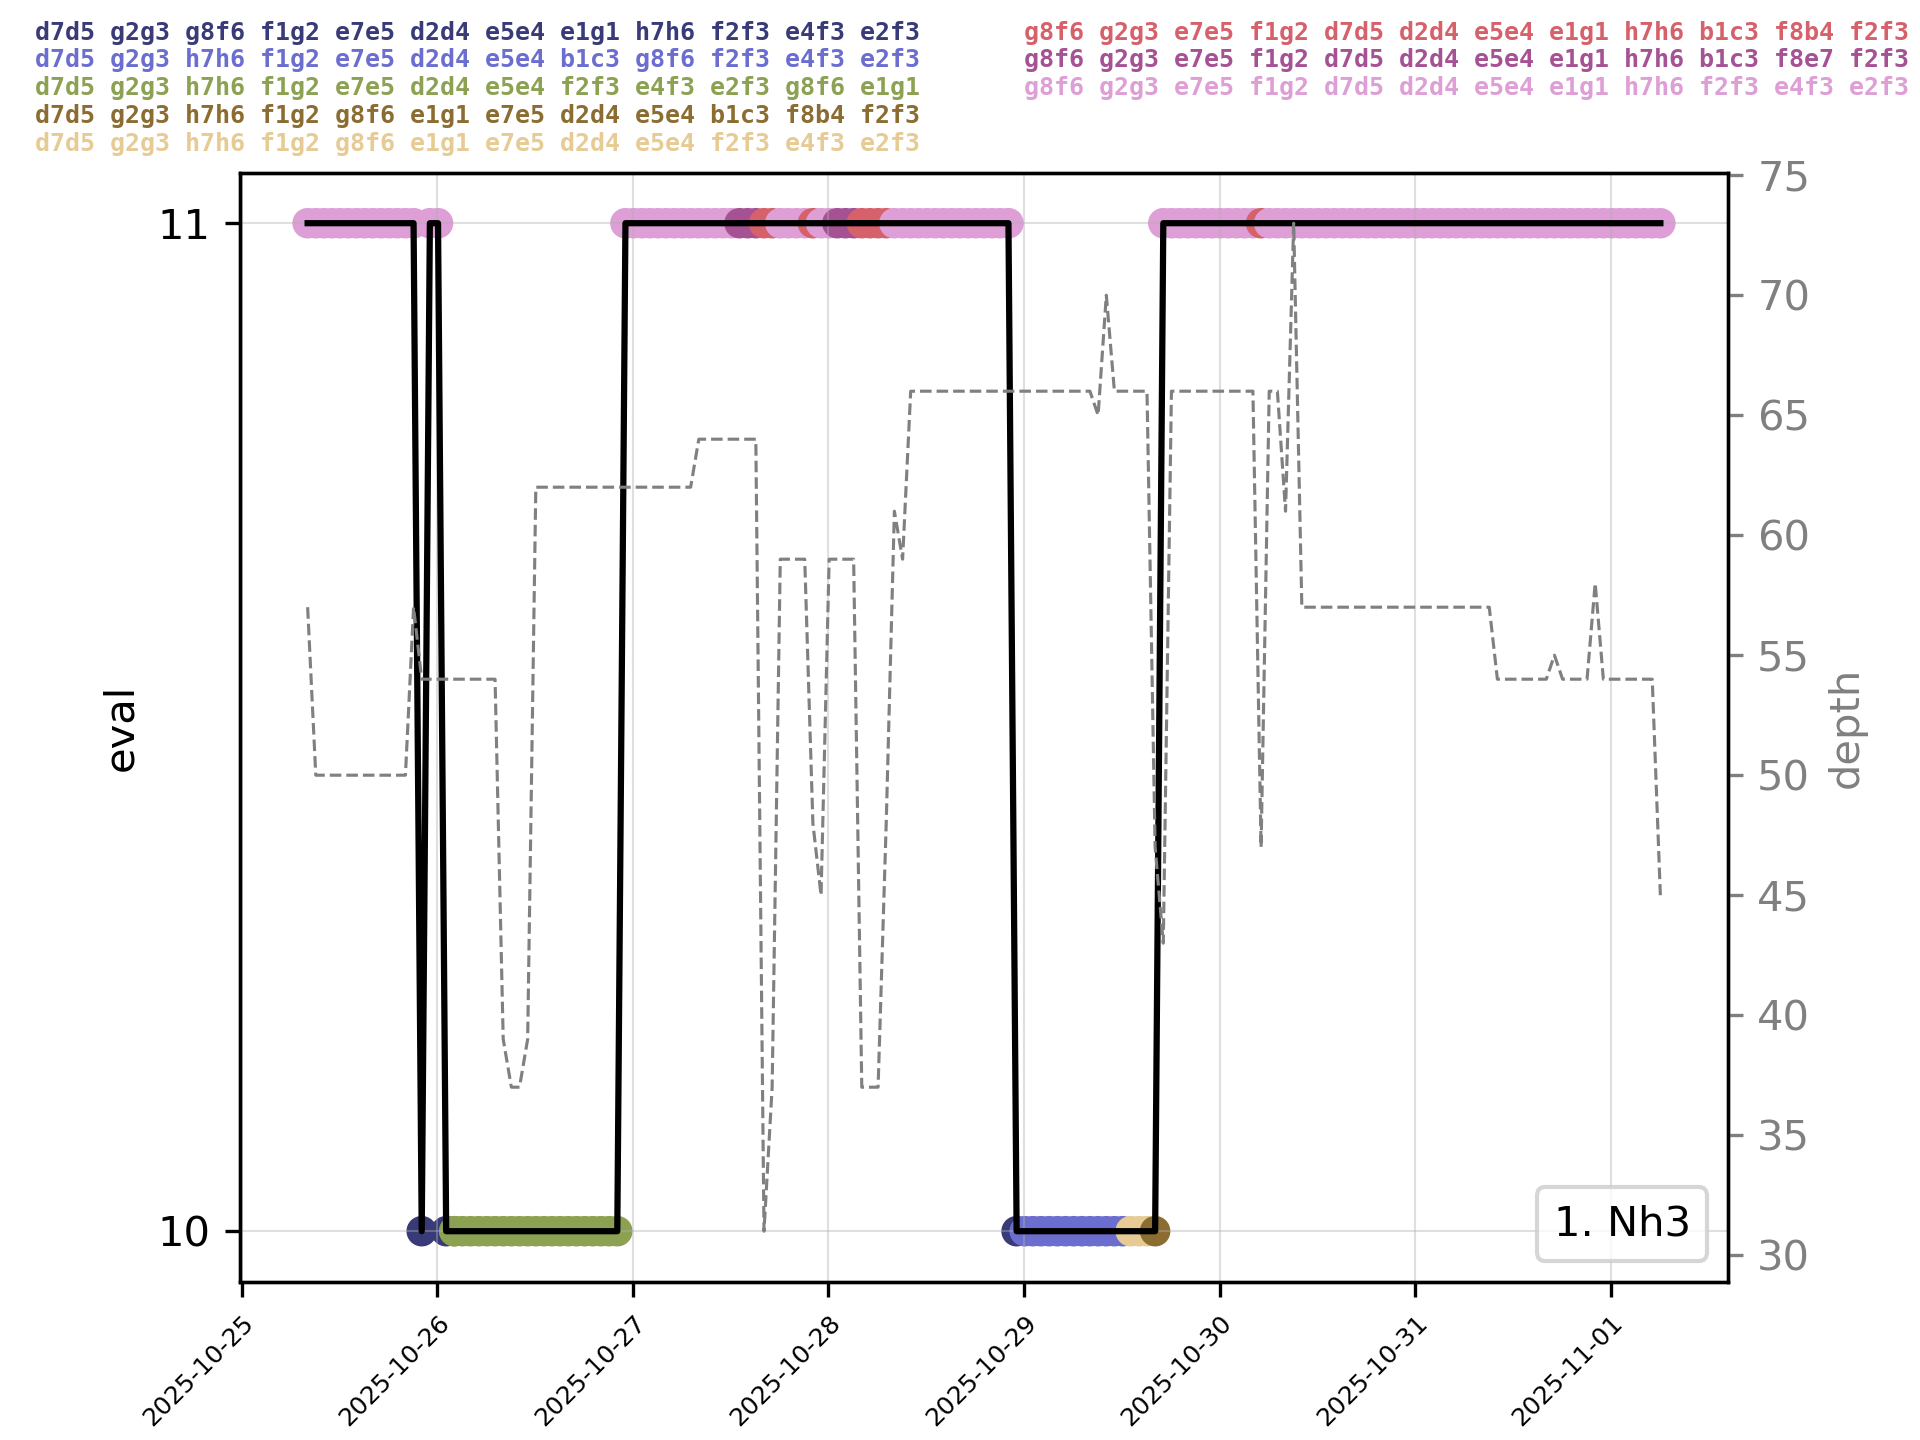 d7d5 g2g3 g8f6 f1g2 e7e5 d2d4 e5e4 e1g1 h7h6 f2f3 e4f3 e2f3
d7d5 g2g3 h7h6 f1g2 e7e5 d2d4 e5e4 b1c3 g8f6 f2f3 e4f3 e2f3
d7d5 g2g3 h7h6 f1g2 e7e5 d2d4 e5e4 f2f3 e4f3 e2f3 g8f6 e1g1
d7d5 g2g3 h7h6 f1g2 g8f6 e1g1 e7e5 d2d4 e5e4 b1c3 f8b4 f2f3
d7d5 g2g3 h7h6 f1g2 g8f6 e1g1 e7e5 d2d4 e5e4 f2f3 e4f3 e2f3
g8f6 g2g3 e7e5 f1g2 d7d5 d2d4 e5e4 e1g1 h7h6 b1c3 f8b4 f2f3
g8f6 g2g3 e7e5 f1g2 d7d5 d2d4 e5e4 e1g1 h7h6 b1c3 f8e7 f2f3
g8f6 g2g3 e7e5 f1g2 d7d5 d2d4 e5e4 e1g1 h7h6 f2f3 e4f3 e2f3
11
10
eval
75
70
65
60
55
50
45
40
35
30
depth
1. Nh3
2025-10-25
2025-10-26
2025-10-27
2025-10-28
2025-10-29
2025-10-30
2025-10-31
2025-11-01